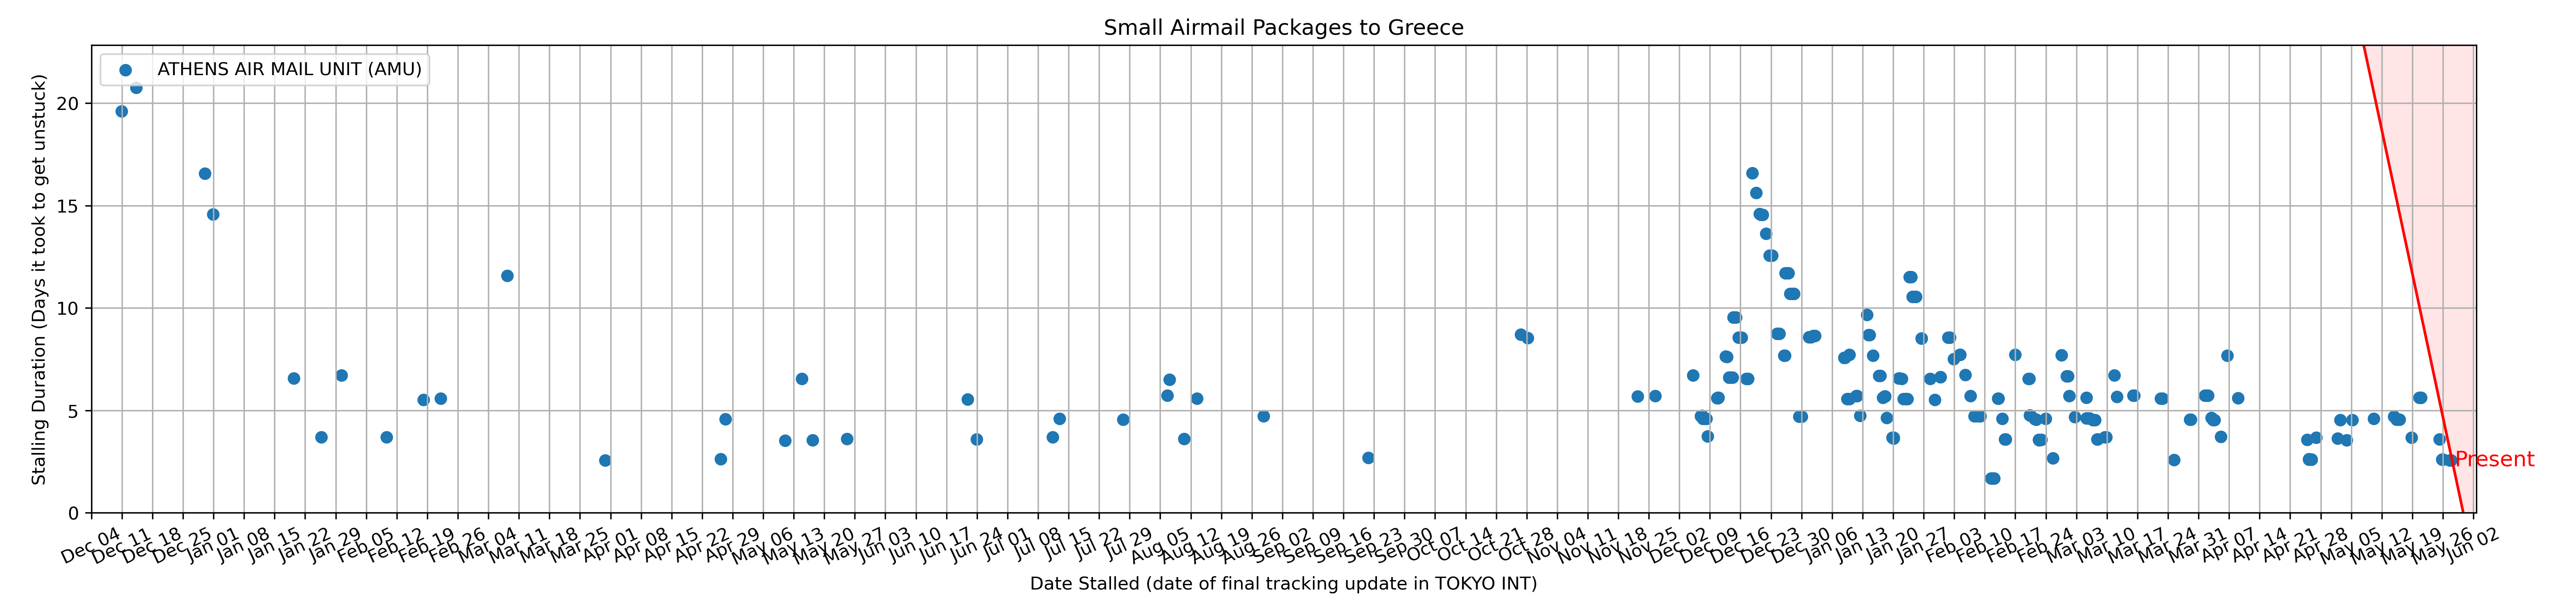 Small Airmail Packages to Greece
ATHENS AIR MAIL UNIT (AMU)
Stalling Duration (Days it took to get unstuck)
20
15
10
5
0
Present
Dec 04
Dec 11
Dec 18
Dec 25
Jan 01
Jan 08
Jan 15
Jan 22
Jan 29
Feb 05
Feb 12
Feb 19
Feb 26
Mar 04
Mar 11
Mar 18
Mar 25
Apr 01
Apr 08
Apr 15
Apr 22
Apr 29
May 06
May 13
May 20
May 27
Jun 03
Jun 10
Jun 17
Jun 24
Jul 01
Jul 08
Jul 15
Jul 22
Jul 29
Aug 05
Aug 12
Aug 19
Aug 26
Sep 02
Sep 09
Sep 16
Sep 23
Sep 30
Oct 07
Oct 14
Oct 21
Oct 28
Nov 04
Nov 11
Nov 18
Nov 25
Dec 02
Dec 09
Dec 16
Dec 23
Dec 30
Jan 06
Jan 13
Jan 20
Jan 27
Feb 03
Feb 10
Feb 17
Feb 24
Mar 03
Mar 10
Mar 17
Mar 24
Mar 31
Apr 07
Apr 14
Apr 21
Apr 28
May 05
May 12
May 19
May 26
Jun 02
Date Stalled (date of final tracking update in TOKYO INT)